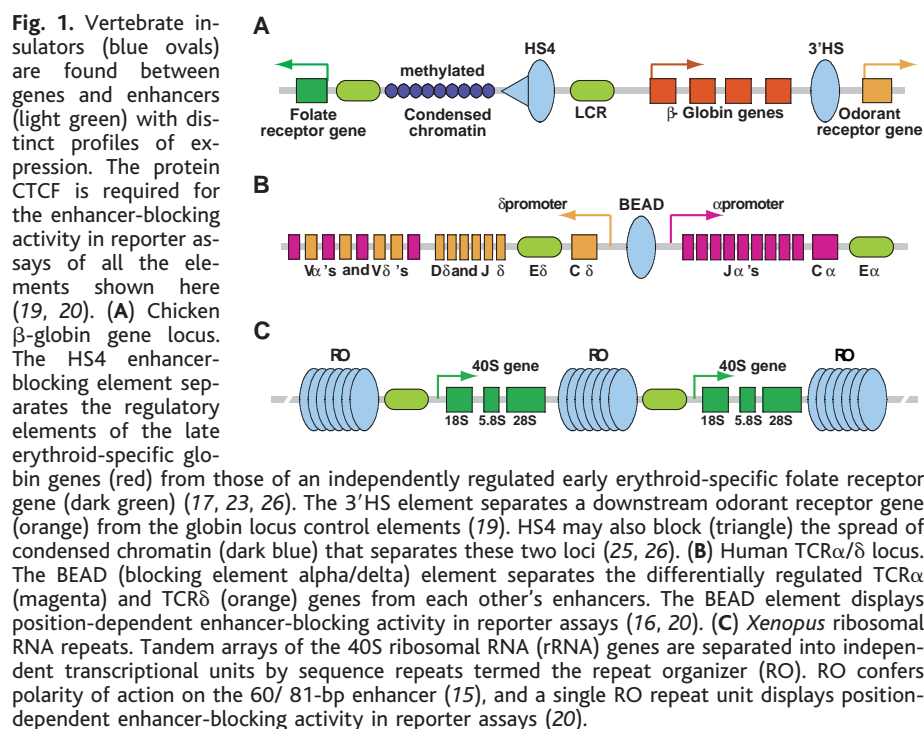 Fig. 1. Vertebrate in-
sulators (blue ovals)
are found between
genes and enhancers
(light green) with dis-
tinct profiles of ex-
pression. The protein
CTCF is required for
the enhancer-blocking
activity in reporter as-
says of all the ele-
ments shown here
(19, 20). (A) Chicken
β-globin gene locus.
The HS4 enhancer-
blocking element sep-
arates the regulatory
elements of the late
erythroid-specific glo-
bin genes (red) from those of an independently regulated early erythroid-specific folate receptor
gene (dark green) (17, 23, 26). The 3′HS element separates a downstream odorant receptor gene
(orange) from the globin locus control elements (19). HS4 may also block (triangle) the spread of
condensed chromatin (dark blue) that separates these two loci (25, 26). (B) Human TCRα/δ locus.
The BEAD (blocking element alpha/delta) element separates the differentially regulated TCRα
(magenta) and TCRδ (orange) genes from each other's enhancers. The BEAD element displays
position-dependent enhancer-blocking activity in reporter assays (16, 20). (C) Xenopus ribosomal
RNA repeats. Tandem arrays of the 40S ribosomal RNA (rRNA) genes are separated into indepen-
dent transcriptional units by sequence repeats termed the repeat organizer (RO). RO confers
polarity of action on the 60/ 81-bp enhancer (15), and a single RO repeat unit displays position-
dependent enhancer-blocking activity in reporter assays (20).
A
HS4 3'HS
methylated
Folate
receptor gene
Condensed
chromatin
LCR
β- Globin genes
Odorant
receptor gene
B
δpromoter BEAD αpromoter
Vα's and Vδ's Dδ and J δ Eδ C δ Jα's C α Eα
C
RO 40S gene RO 40S gene RO
18S 5.8S 28S 18S 5.8S 28S